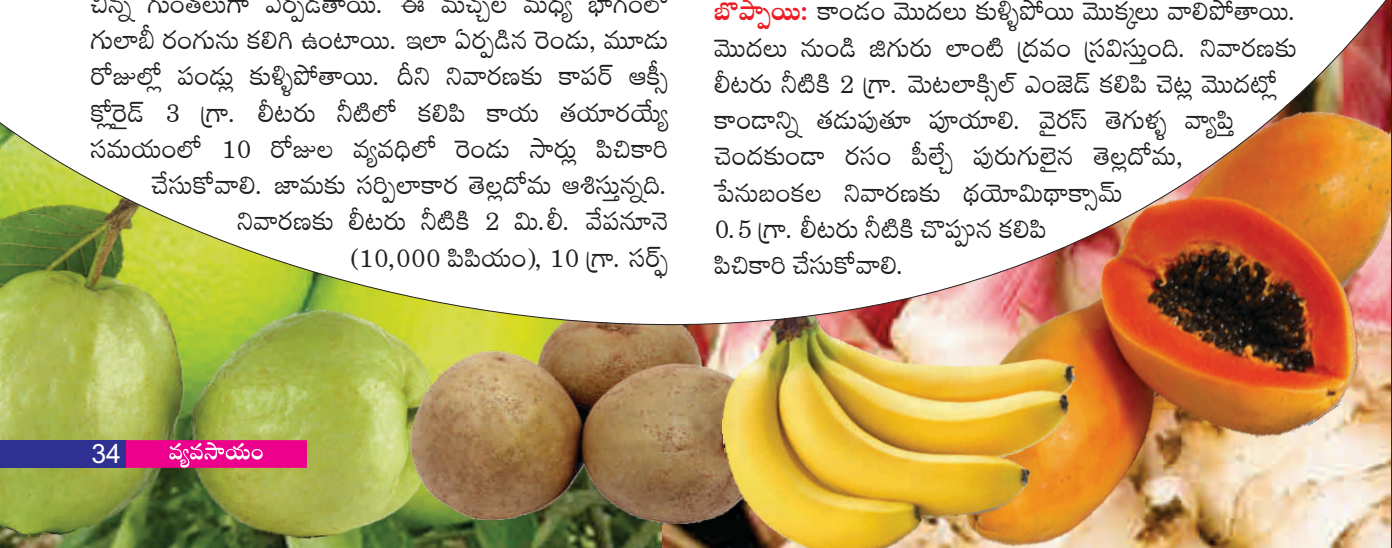 చిన్న గుంతలుగా ఏర్పడతాయి. ఈ మచ్చల మధ్య భాగంలో
గులాబీ రంగును కలిగి ఉంటాయి. ఇలా ఏర్పడిన రెండు, మూడు
రోజుల్లో పండ్లు కుళ్ళిపోతాయి. దీని నివారణకు కాపర్ ఆక్సీ
క్లోరైడ్ 3 గ్రా. లీటరు నీటిలో కలిపి కాయ తయారయ్యే
సమయంలో 10 రోజుల వ్యవధిలో రెండు సార్లు పిచికారి
చేసుకోవాలి. జామకు సర్పిలాకార తెల్లదోమ ఆశిస్తున్నది.
నివారణకు లీటరు నీటికి 2 మి.లీ. వేపనూనె
(10,000 పిపియం), 10 గ్రా. సర్ఫ్
బొప్పాయి: కాండం మొదలు కుళ్ళిపోయి మొక్కలు వాలిపోతాయి.
మొదలు నుండి జిగురు లాంటి ద్రవం స్రవిస్తుంది. నివారణకు
లీటరు నీటికి 2 గ్రా. మెటలాక్సిల్ ఎంజెడ్ కలిపి చెట్ల మొదట్లో
కాండాన్ని తడుపుతూ పూయాలి. వైరస్ తెగుళ్ళ వ్యాప్తి
చెందకుండా రసం పీల్చే పురుగులైన తెల్లదోమ,
పేనుబంకల నివారణకు థయోమిథాక్సామ్
0.5 గ్రా. లీటరు నీటికి చొప్పున కలిపి
పిచికారి చేసుకోవాలి.
34 వ్యవసాయం